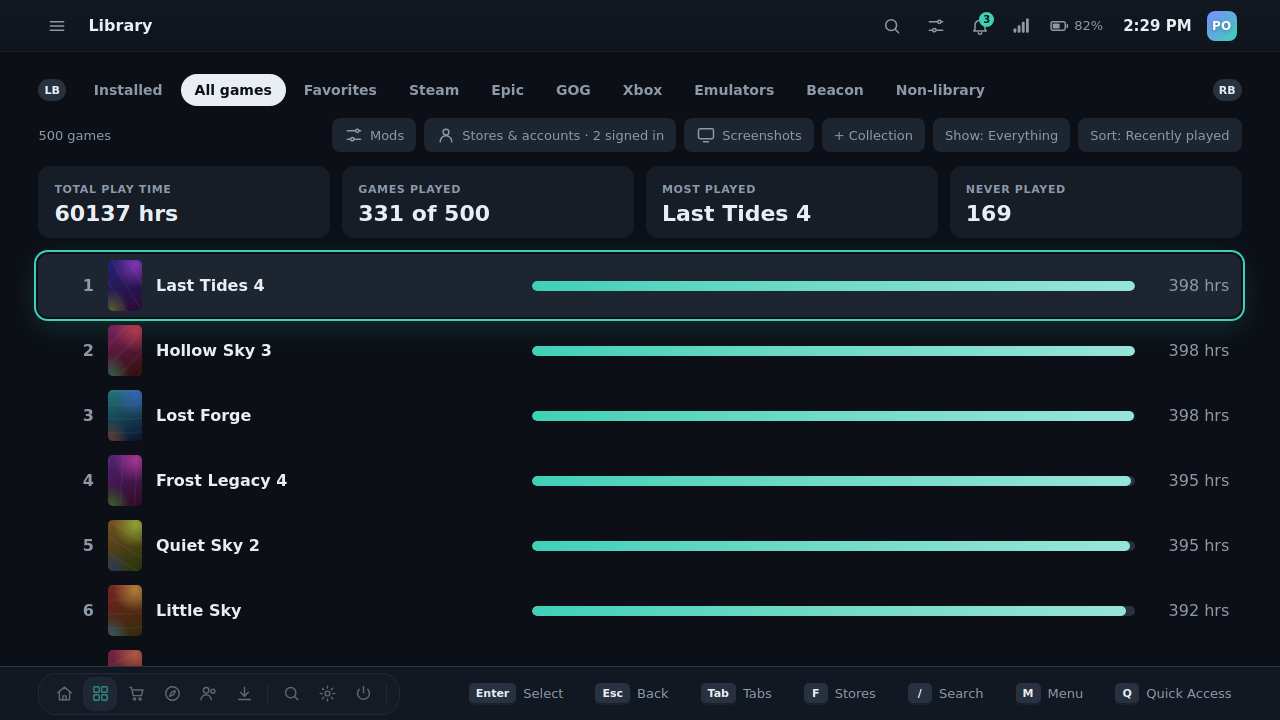 Library
3
82%
2:29 PM
PO
LB
Installed
All games
Favorites
Steam
Epic
GOG
Xbox
Emulators
Beacon
Non-library
RB
500 games
Mods
Stores & accounts · 2 signed in
Screenshots
+ Collection
Show: Everything
Sort: Recently played
TOTAL PLAY TIME
60137 hrs
GAMES PLAYED
331 of 500
MOST PLAYED
Last Tides 4
NEVER PLAYED
169
1 Last Tides 4 398 hrs
2 Hollow Sky 3 398 hrs
3 Lost Forge 398 hrs
4 Frost Legacy 4 395 hrs
5 Quiet Sky 2 395 hrs
6 Little Sky 392 hrs
Enter Select
Esc Back
Tab Tabs
F Stores
/ Search
M Menu
Q Quick Access